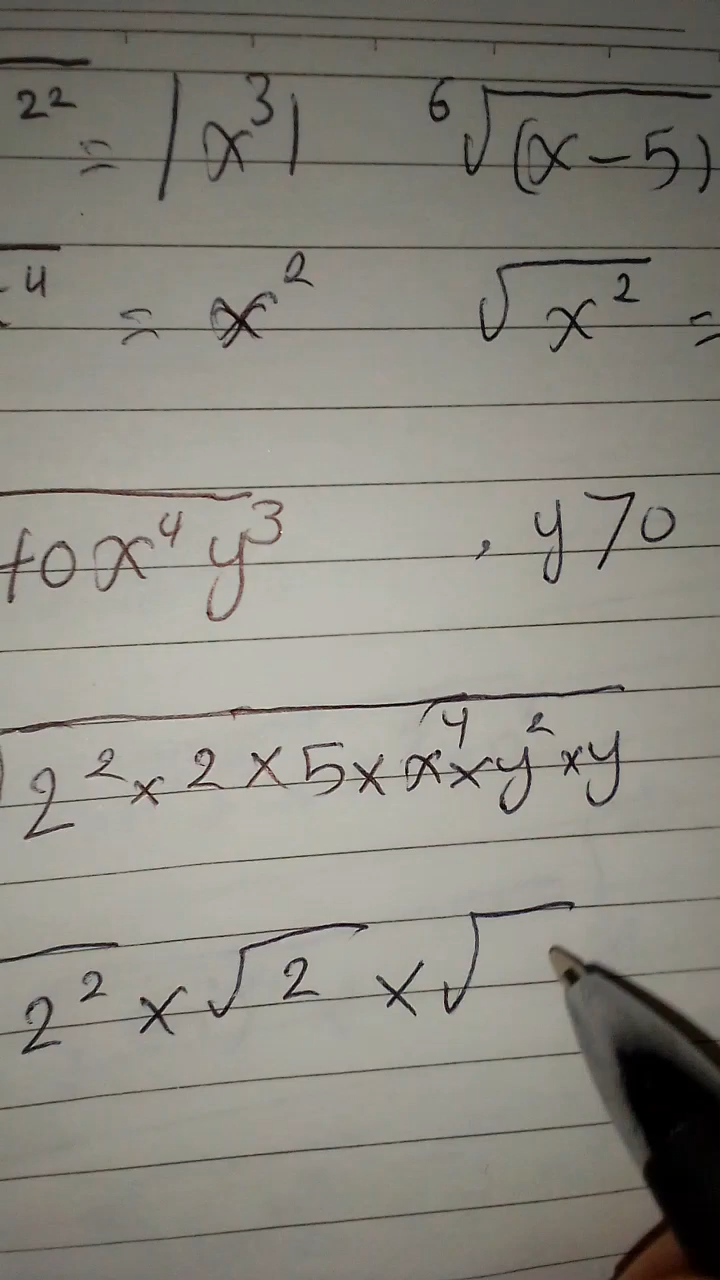 22 = |x³| ⁶√(x-5)
4 = x² √x² =
40x⁴y³ , y>0
√2² × 2 × 5 × x⁴ × y² × y
2² × √2 × √